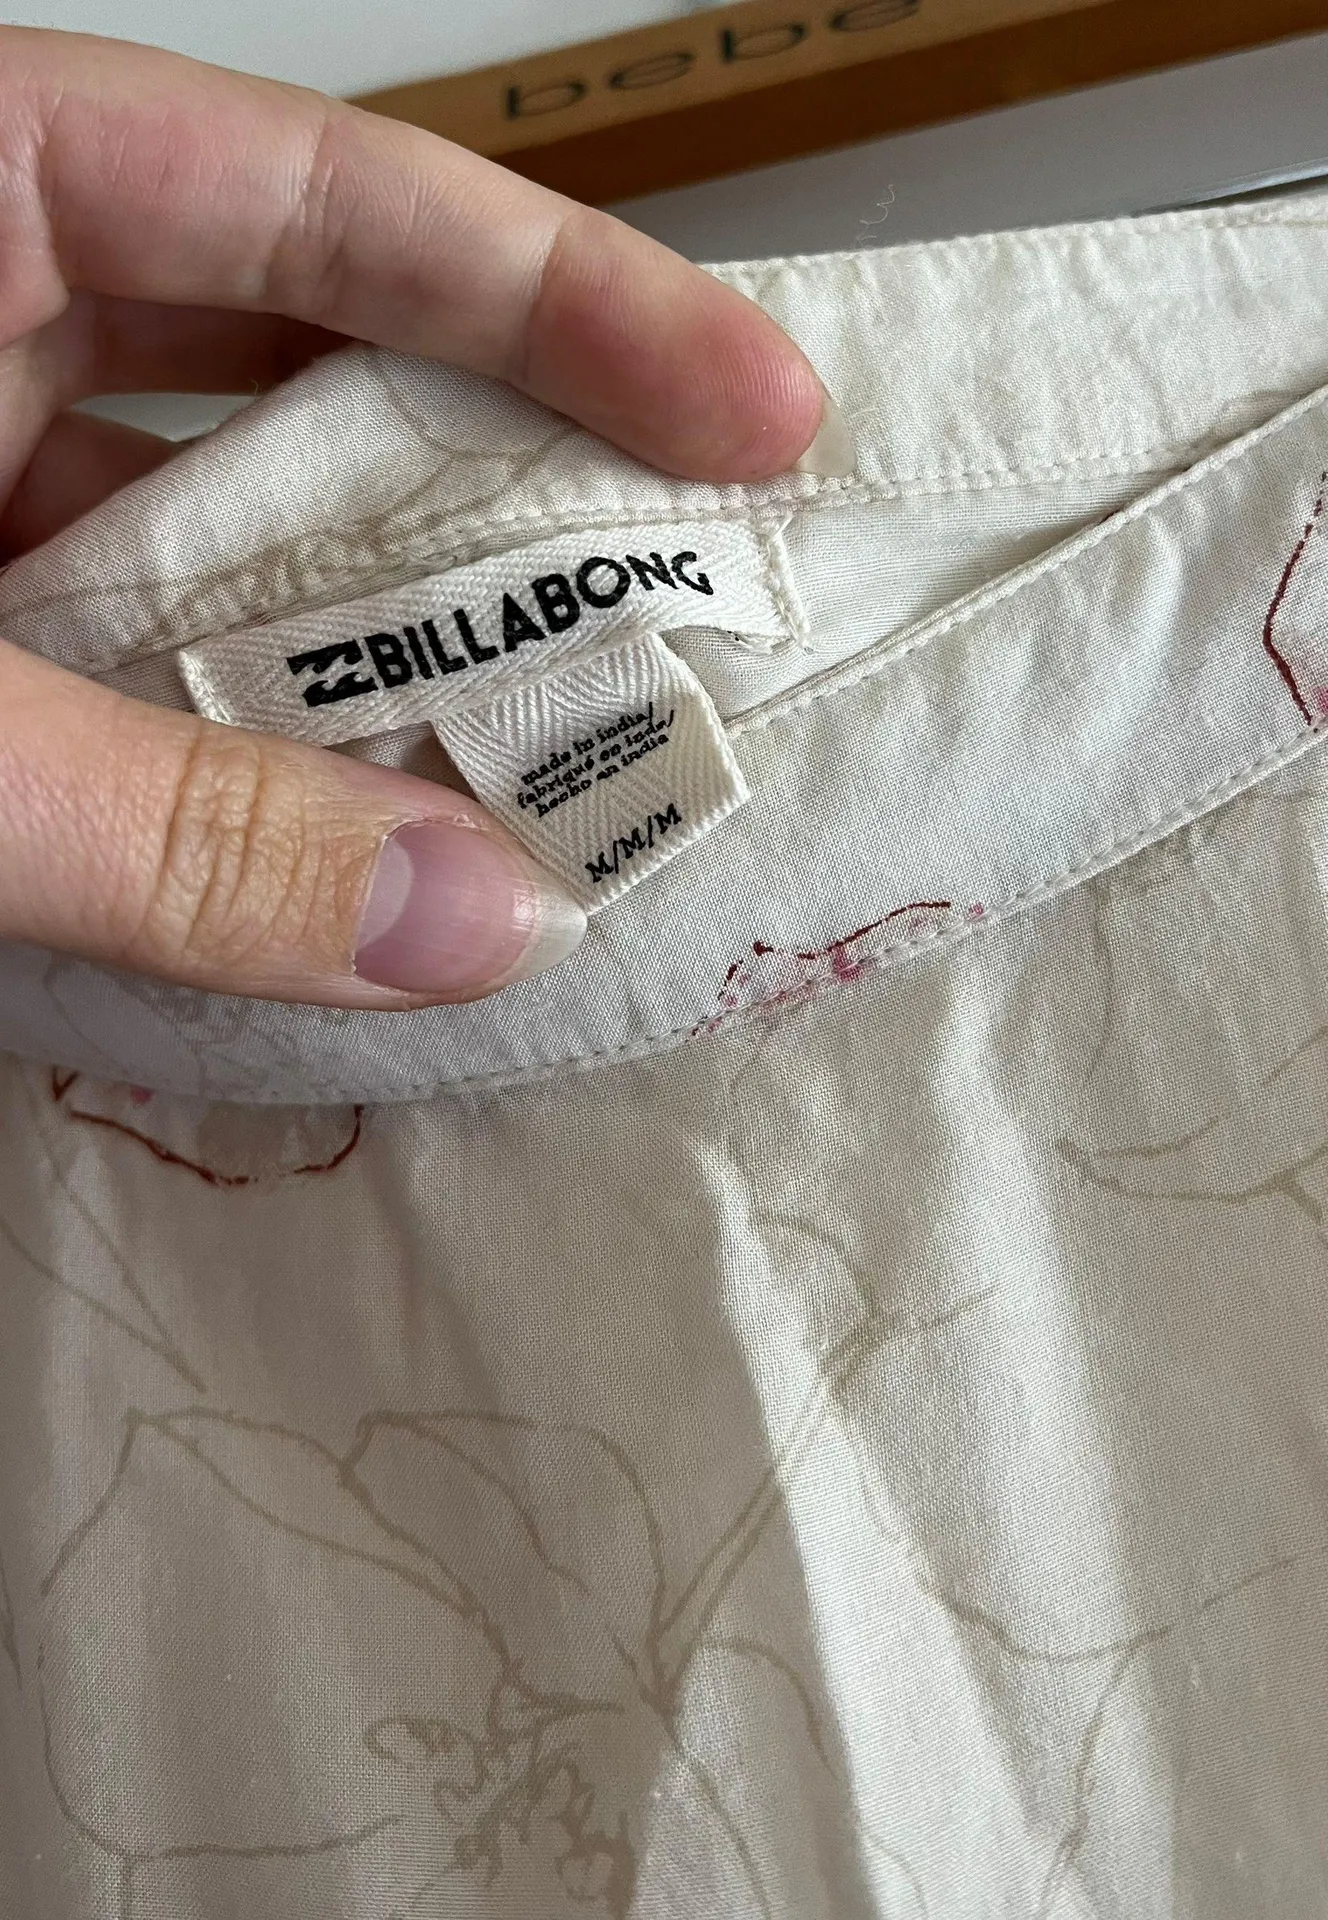 bebe
BILLABONG
made in india/
fabriqué en inde/
hecho en india
M/M/M